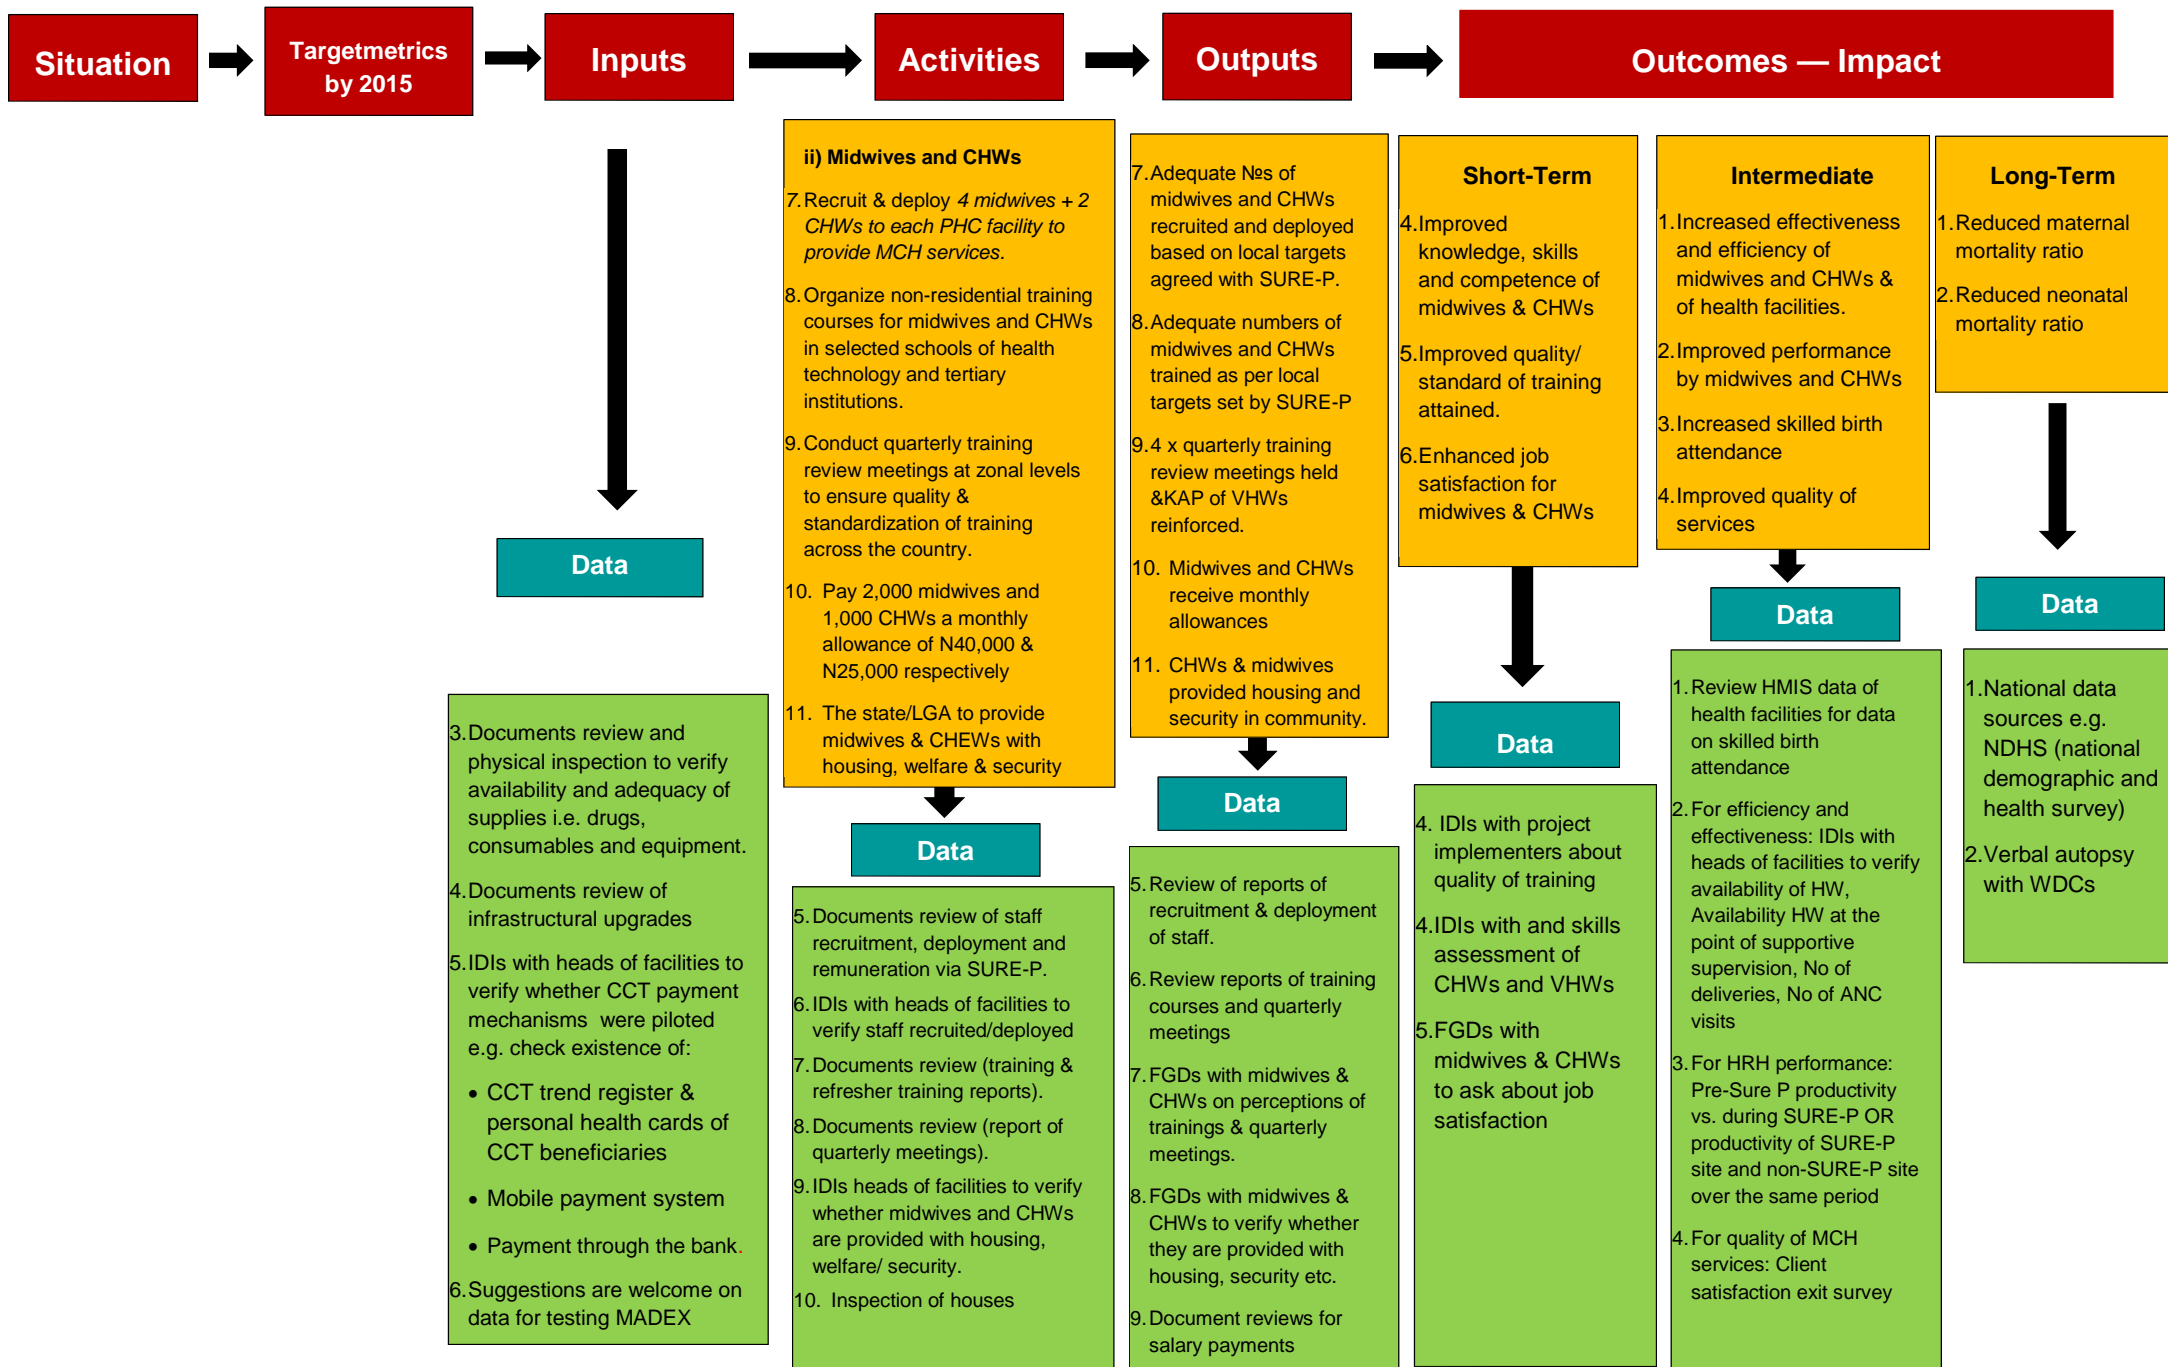 Situation
Targetmetrics
by 2015
Inputs
Activities
Outputs
Outcomes — Impact
Data
3.Documents review and
physical inspection to verify
availability and adequacy of
supplies i.e. drugs,
consumables and equipment.
4.Documents review of
infrastructural upgrades
5.IDIs with heads of facilities to
verify whether CCT payment
mechanisms were piloted
e.g. check existence of:
• CCT trend register &
personal health cards of
CCT beneficiaries
• Mobile payment system
• Payment through the bank.
6.Suggestions are welcome on
data for testing MADEX
ii) Midwives and CHWs
7.Recruit & deploy 4 midwives + 2
CHWs to each PHC facility to
provide MCH services.
8.Organize non-residential training
courses for midwives and CHWs
in selected schools of health
technology and tertiary
institutions.
9.Conduct quarterly training
review meetings at zonal levels
to ensure quality &
standardization of training
across the country.
10. Pay 2,000 midwives and
1,000 CHWs a monthly
allowance of N40,000 &
N25,000 respectively
11. The state/LGA to provide
midwives & CHEWs with
housing, welfare & security
Data
5.Documents review of staff
recruitment, deployment and
remuneration via SURE-P.
6.IDIs with heads of facilities to
verify staff recruited/deployed
7.Documents review (training &
refresher training reports).
8.Documents review (report of
quarterly meetings).
9.IDIs heads of facilities to verify
whether midwives and CHWs
are provided with housing,
welfare/ security.
10. Inspection of houses
7.Adequate №s of
midwives and CHWs
recruited and deployed
based on local targets
agreed with SURE-P.
8.Adequate numbers of
midwives and CHWs
trained as per local
targets set by SURE-P
9.4 x quarterly training
review meetings held
&KAP of VHWs
reinforced.
10. Midwives and CHWs
receive monthly
allowances
11. CHWs & midwives
provided housing and
security in community.
Data
5.Review of reports of
recruitment & deployment
of staff.
6.Review reports of training
courses and quarterly
meetings
7.FGDs with midwives &
CHWs on perceptions of
trainings & quarterly
meetings.
8.FGDs with midwives &
CHWs to verify whether
they are provided with
housing, security etc.
9.Document reviews for
salary payments
Short-Term
4.Improved
knowledge, skills
and competence of
midwives & CHWs
5.Improved quality/
standard of training
attained.
6.Enhanced job
satisfaction for
midwives & CHWs
Data
4. IDIs with project
implementers about
quality of training
4.IDIs with and skills
assessment of
CHWs and VHWs
5.FGDs with
midwives & CHWs
to ask about job
satisfaction
Intermediate
1.Increased effectiveness
and efficiency of
midwives and CHWs &
of health facilities.
2.Improved performance
by midwives and CHWs
3.Increased skilled birth
attendance
4.Improved quality of
services
Data
1.Review HMIS data of
health facilities for data
on skilled birth
attendance
2.For efficiency and
effectiveness: IDIs with
heads of facilities to verify
availability of HW,
Availability HW at the
point of supportive
supervision, No of
deliveries, No of ANC
visits
3.For HRH performance:
Pre-Sure P productivity
vs. during SURE-P OR
productivity of SURE-P
site and non-SURE-P site
over the same period
4.For quality of MCH
services: Client
satisfaction exit survey
Long-Term
1.Reduced maternal
mortality ratio
2.Reduced neonatal
mortality ratio
Data
1.National data
sources e.g.
NDHS (national
demographic and
health survey)
2.Verbal autopsy
with WDCs